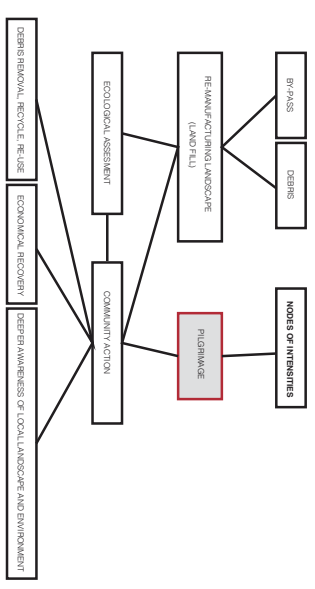 BY-PASS
DEBRIS
NODES OF INTENSITIES
RE-MANUFACTURING LANDSCAPE
(LAND FILL)
PILGRIMAGE
ECOLOGICAL ASSESMENT
COMMUNITY ACTION
DEBRIS REMOVAL, RECYCLE, RE-USE
ECONOMICAL RECOVERY
DEEPER AWARENESS OF LOCAL LANDSCAPE AND ENVIRONMENT